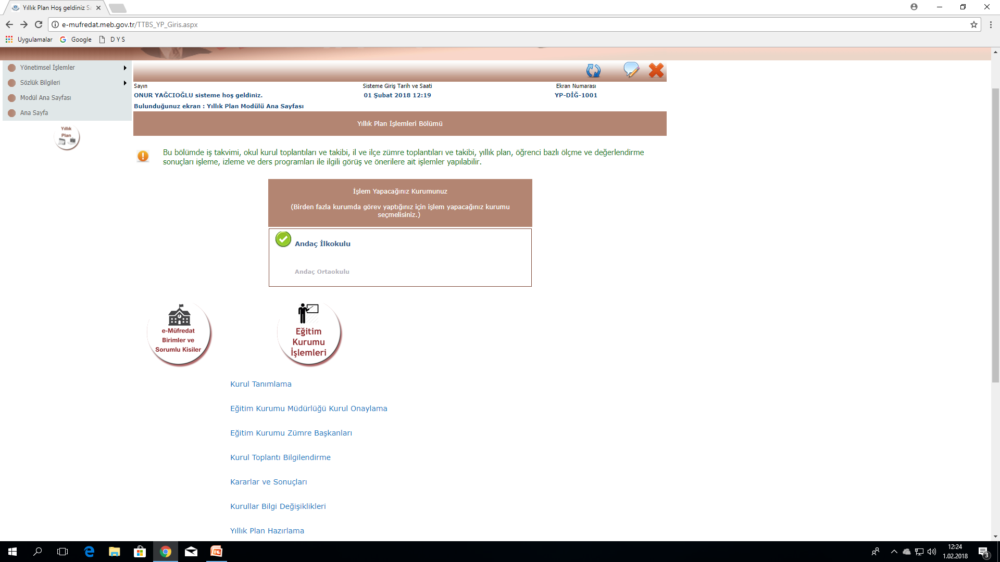 Yıllık Plan Hoş geldiniz Sa
e-mufredat.meb.gov.tr/TTBS_YP_Giris.aspx
Uygulamalar
Google
D Y S
Yönetimsel İşlemler
Sözlük Bilgileri
Modül Ana Sayfası
Ana Sayfa
Yıllık
Plan
Sayın
Sisteme Giriş Tarih ve Saati
Ekran Numarası
ONUR YAĞCIOĞLU sisteme hoş geldiniz.
01 Şubat 2018 12:19
YP-DİĞ-1001
Bulunduğunuz ekran : Yıllık Plan Modülü Ana Sayfası
Yıllık Plan İşlemleri Bölümü
Bu bölümde iş takvimi, okul kurul toplantıları ve takibi, il ve ilçe zümre toplantıları ve takibi, yıllık plan, öğrenci bazlı ölçme ve değerlendirme
sonuçları işleme, izleme ve ders programları ile ilgili görüş ve önerilere ait işlemler yapılabilir.
İşlem Yapacağınız Kurumunuz
(Birden fazla kurumda görev yaptığınız için işlem yapacağınız kurumu
seçmelisiniz.)
Andaç İlkokulu
Andaç Ortaokulu
e-Müfredat
Birimler ve
Sorumlu Kisiler
Eğitim
Kurumu
İşlemleri
Kurul Tanımlama
Eğitim Kurumu Müdürlüğü Kurul Onaylama
Eğitim Kurumu Zümre Başkanları
Kurul Toplantı Bilgilendirme
Kararlar ve Sonuçları
Kurullar Bilgi Değişiklikleri
Yıllık Plan Hazırlama
12:24
1.02.2018
3